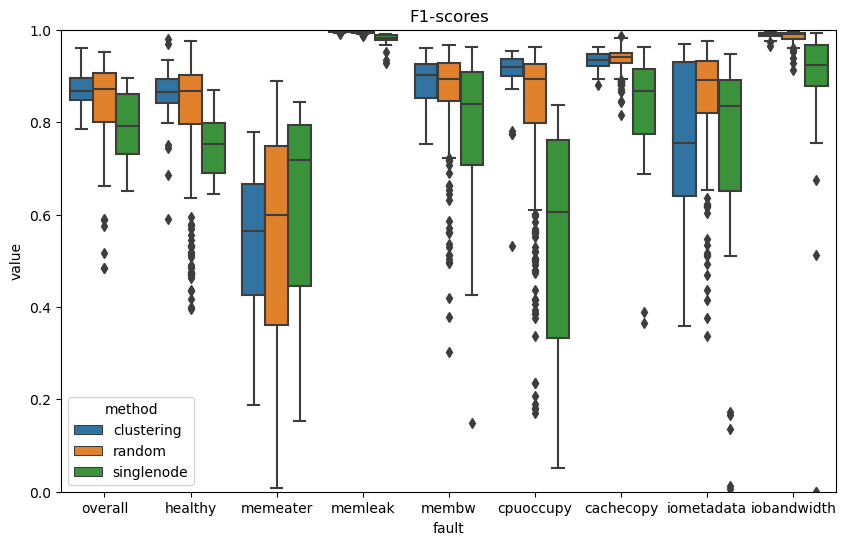 F1-scores
1.0
0.8
0.6
0.4
0.2
0.0
value
method
clustering
random
singlenode
overall healthy memeater memleak membw cpuoccupy cachecopy iometadata iobandwidth
fault